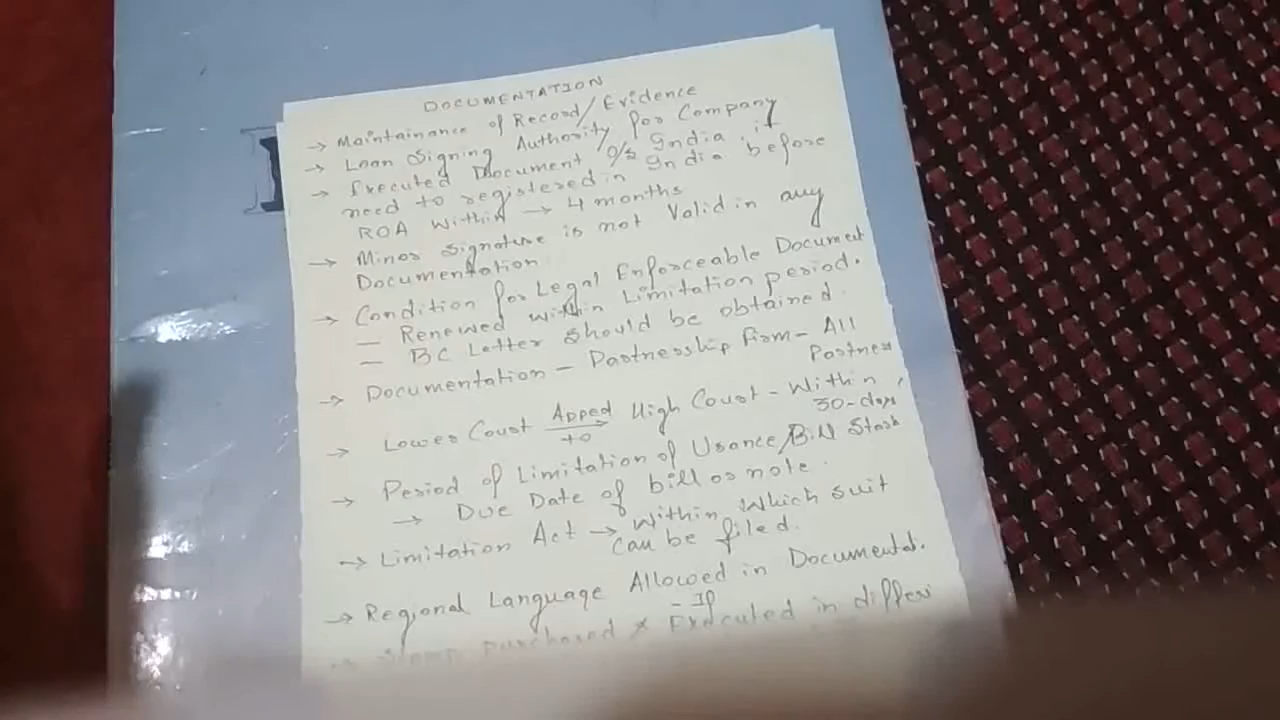 DOCUMENTATION
→ Maintainance of Record/Evidence
→ Loan Signing Authority for Company
→ Executed Document o/s India if
need to registered in India before
ROA within → 4 months
→ Minor Signature is not Valid in any
Documentation
→ Condition for Legal Enforceable Document
— Renewed within Limitation period.
— BC Letter should be obtained.
→ Documentation – Partnership firm – All
Partner
→ Lower Court to High Court – Within
30-days
→ Period of Limitation of Usance/Bill Start
→ Due Date of bill or note.
→ Limitation Act → Within Which suit
can be filed.
→ Regional Language Allowed in Documentat.
– If
purchased & Executed in differ